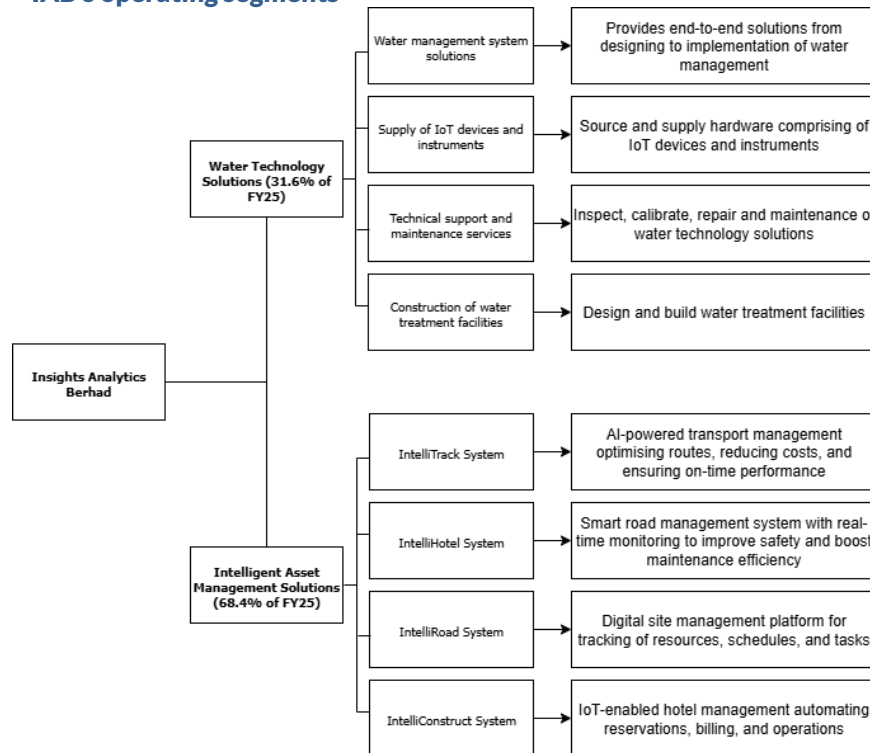 IAB's operating segments
Water management system
solutions
Provides end-to-end solutions from
designing to implementation of water
management
Supply of IoT devices and
instruments
Source and supply hardware comprising of
IoT devices and instruments
Water Technology
Solutions (31.6% of
FY25)
Technical support and
maintenance services
Inspect, calibrate, repair and maintenance o
water technology solutions
Construction of water
treatment facilities
Design and build water treatment facilities
Insights Analytics
Berhad
IntelliTrack System
AI-powered transport management
optimising routes, reducing costs, and
ensuring on-time performance
IntelliHotel System
Smart road management system with real-
time monitoring to improve safety and boost
maintenance efficiency
Intelligent Asset
Management Solutions
(68.4% of FY25)
IntelliRoad System
Digital site management platform for
tracking of resources, schedules, and tasks
IntelliConstruct System
IoT-enabled hotel management automating
reservations, billing, and operations